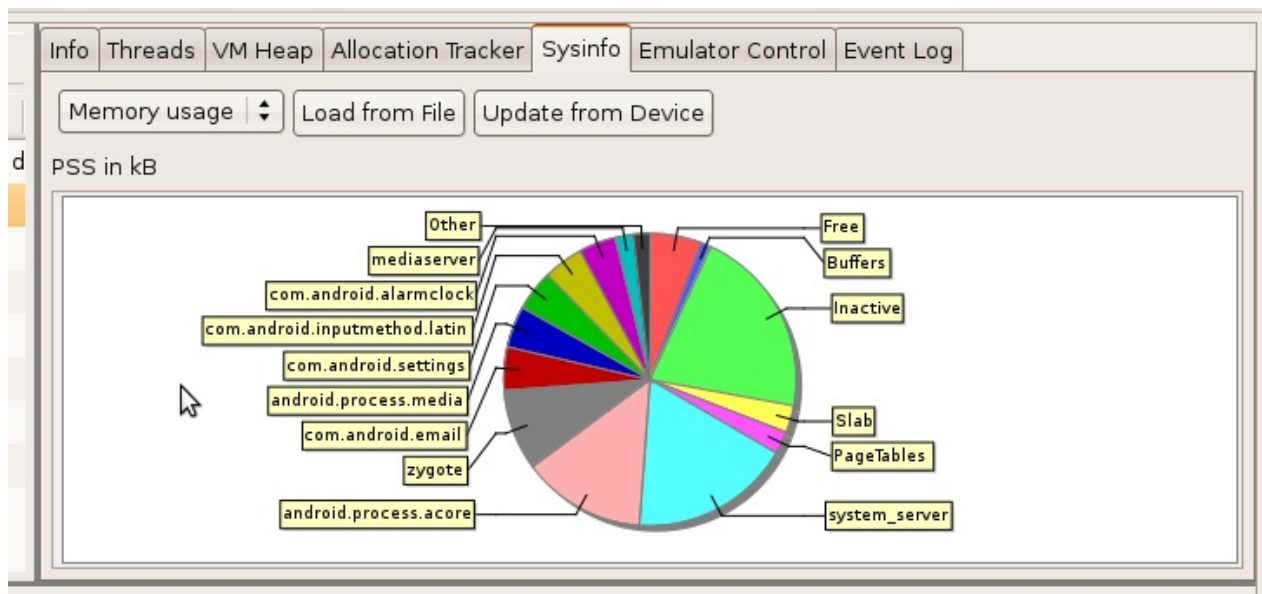 Info Threads VM Heap Allocation Tracker Sysinfo Emulator Control Event Log
Memory usage Load from File Update from Device
d
PSS in kB
Other
Free
mediaserver
Buffers
com.android.alarmclock
Inactive
com.android.inputmethod.latin
com.android.settings
android.process.media
Slab
com.android.email
PageTables
zygote
android.process.acore
system_server